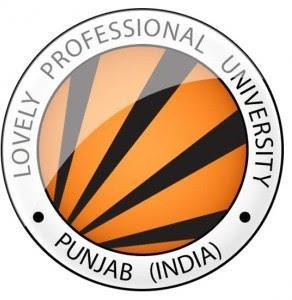 LOVELY PROFESSIONAL UNIVERSITY
PUNJAB (INDIA)